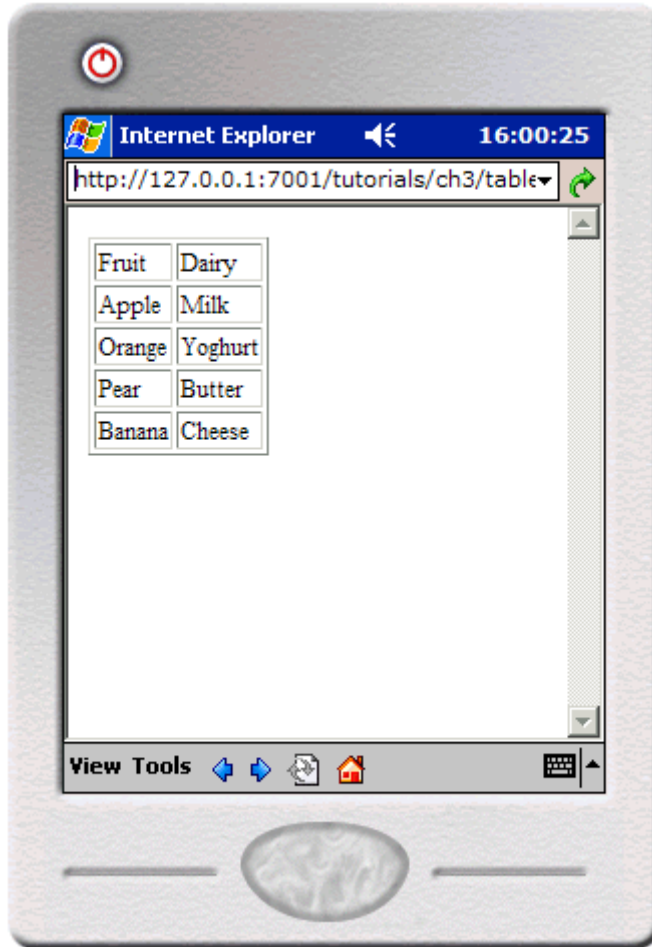 Internet Explorer 16:00:25
http://127.0.0.1:7001/tutorials/ch3/table
Fruit Dairy
Apple Milk
Orange Yoghurt
Pear Butter
Banana Cheese
View Tools